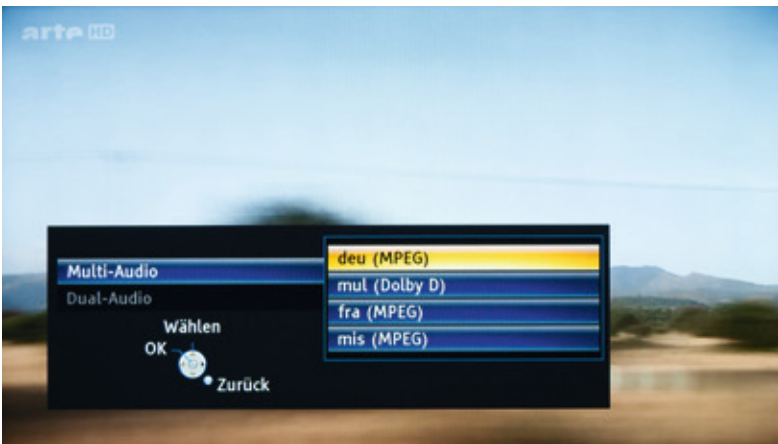 arte HD
Multi-Audio
Dual-Audio
Wählen
OK
Zurück
deu (MPEG)
mul (Dolby D)
fra (MPEG)
mis (MPEG)